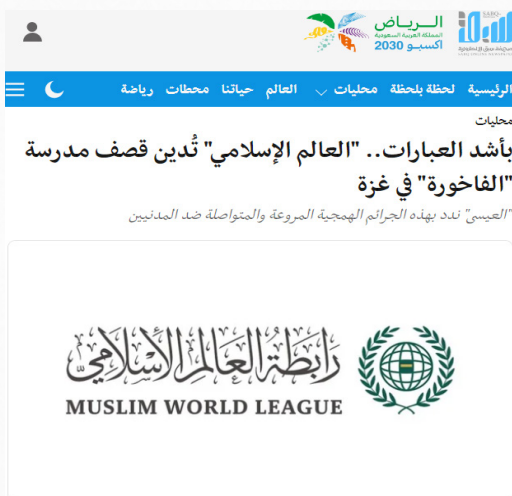 الريـاض
المملكة العربية السعودية
اكسبو 2030
SABQ
الرئيسية لحظة بلحظة محليات العالم حياتنا محطات رياضة
محليات
بأشد العبارات.. "العالم الإسلامي" تُدين قصف مدرسة
"الفاخورة" في غزة
"العيسى" ندد بهذه الجرائم الهمجية المروعة والمتواصلة ضد المدنيين
رابطة العالم الإسلامي
MUSLIM WORLD LEAGUE